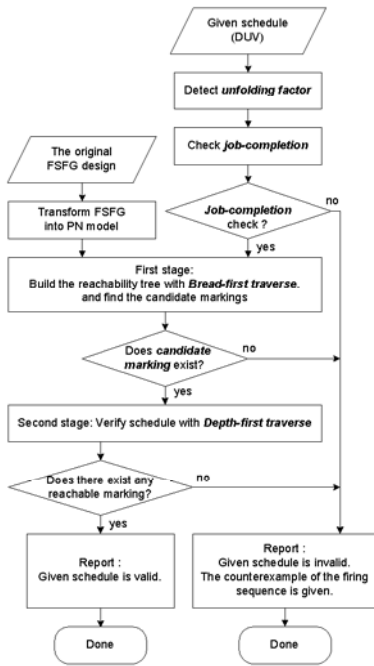 Given schedule
(DUV)
Detect unfolding factor
Check job-completion
The original
FSFG design
Transform FSFG
into PN model
Job-completion
check ?
no
yes
First stage:
Build the reachability tree with Bread-first traverse.
and find the candidate markings
Does candidate
marking exist?
no
yes
Second stage: Verify schedule with Depth-first traverse
Does there exist any
reachable marking?
no
yes
Report :
Given schedule is valid.
Report :
Given schedule is invalid.
The counterexample of the firing
sequence is given.
Done
Done